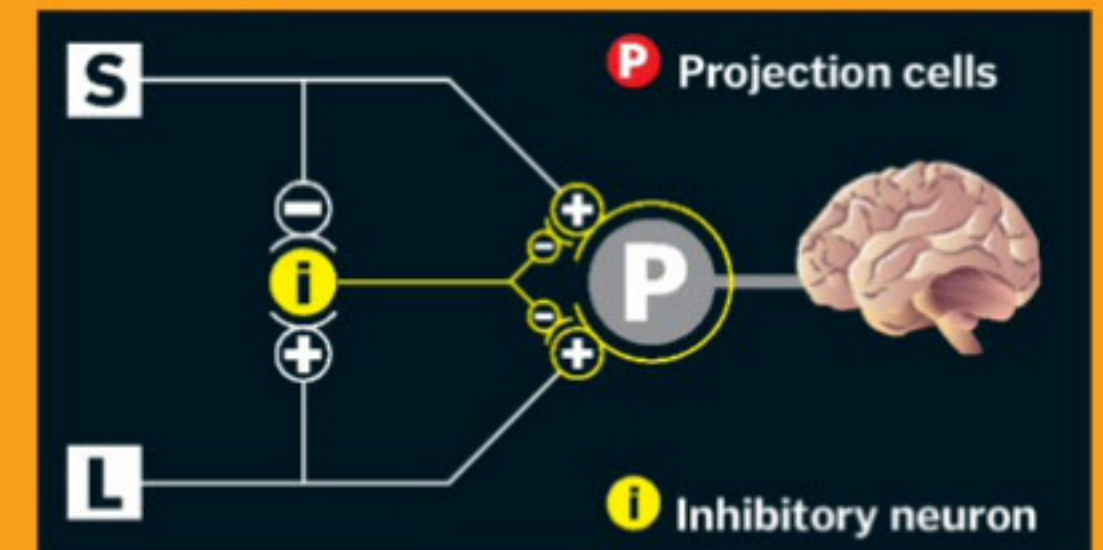 S
P Projection cells
−
+
i
−
P
−
+
+
L
i Inhibitory neuron